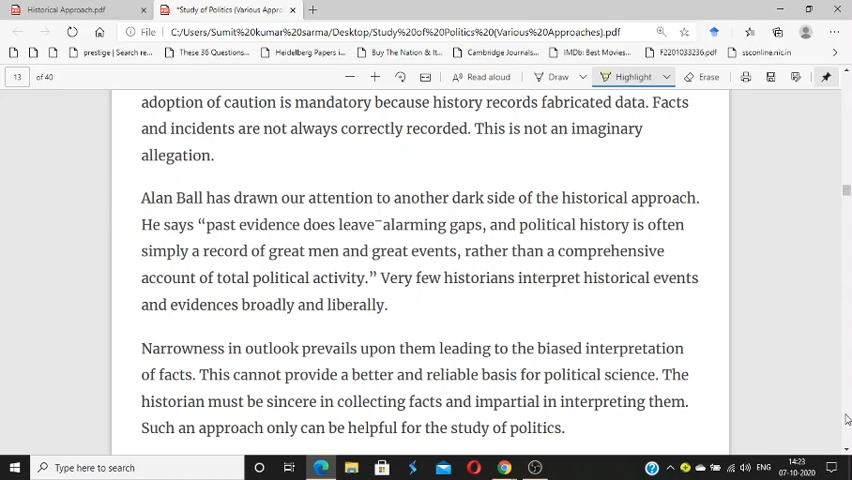 Historical Approach.pdf
*Study of Politics (Various Appro
File
C:/Users/Sumit%20kumar%20sarma/Desktop/Study%20of%20Politics%20(Various%20Approaches).pdf
prestige | Search re...
These 36 Questions...
Heidelberg Papers i...
Buy The Nation & It...
Cambridge Journals...
IMDb: Best Movies...
F2201033236.pdf
ssconline.nic.in
13 of 40
Read aloud
Draw
Highlight
Erase
adoption of caution is mandatory because history records fabricated data. Facts
and incidents are not always correctly recorded. This is not an imaginary
allegation.
Alan Ball has drawn our attention to another dark side of the historical approach.
He says “past evidence does leave¯alarming gaps, and political history is often
simply a record of great men and great events, rather than a comprehensive
account of total political activity.” Very few historians interpret historical events
and evidences broadly and liberally.
Narrowness in outlook prevails upon them leading to the biased interpretation
of facts. This cannot provide a better and reliable basis for political science. The
historian must be sincere in collecting facts and impartial in interpreting them.
Such an approach only can be helpful for the study of politics.
Type here to search
ENG
14:23
07-10-2020